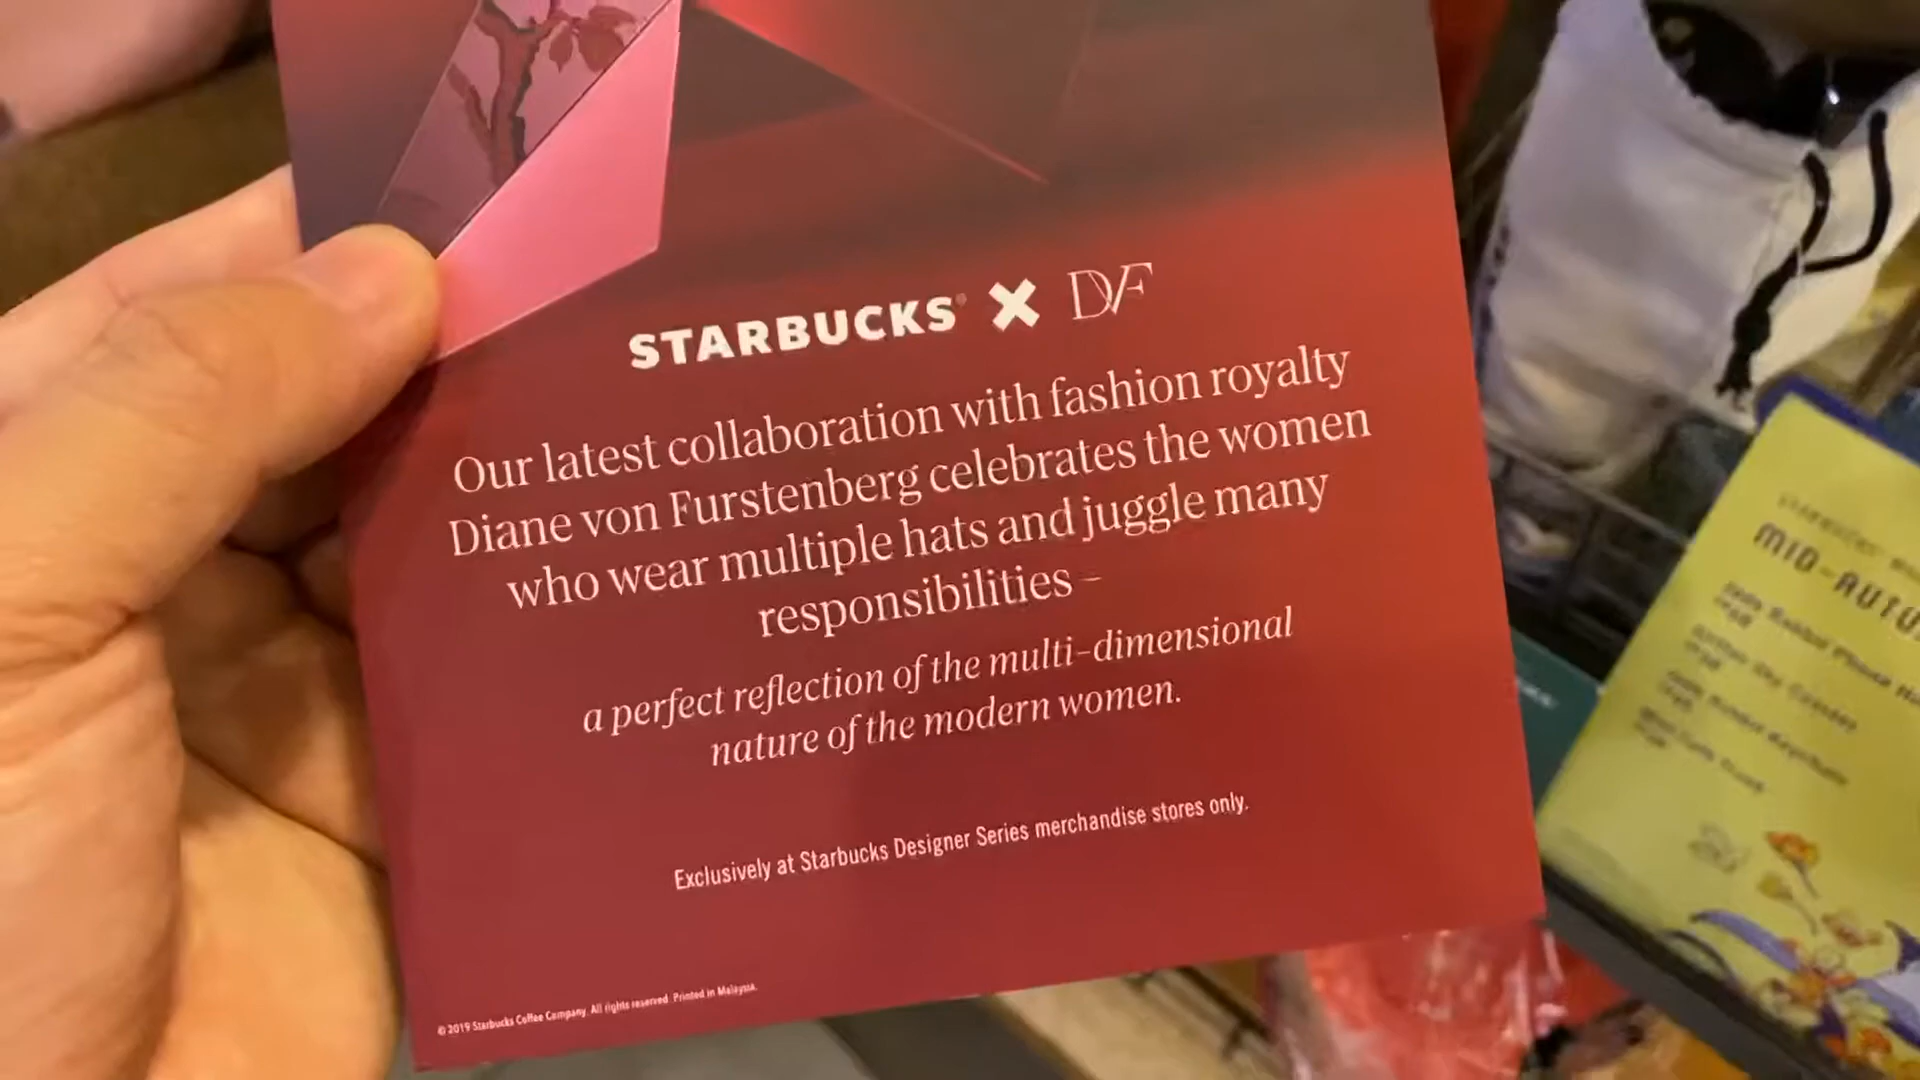 STARBUCKS® X DVF
Our latest collaboration with fashion royalty
Diane von Furstenberg celebrates the women
who wear multiple hats and juggle many
responsibilities –
a perfect reflection of the multi-dimensional
nature of the modern women.
Exclusively at Starbucks Designer Series merchandise stores only.
© 2019 Starbucks Coffee Company. All rights reserved. Printed in Malaysia.
MID-AUTU